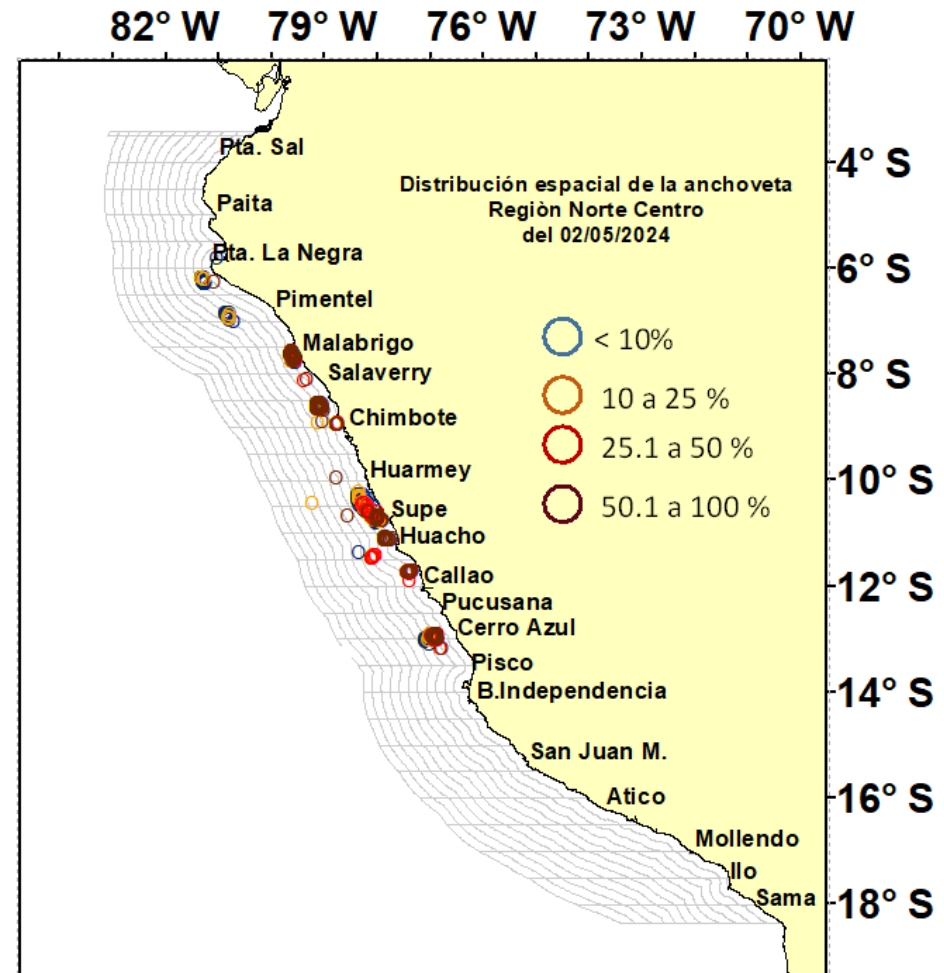 82° W 79° W 76° W 73° W 70° W
Pta. Sal
4° S
Distribución espacial de la anchoveta
Regiòn Norte Centro
del 02/05/2024
Paita
Pta. La Negra
6° S
Pimentel
< 10%
Malabrigo
Salaverry
8° S
10 a 25 %
Chimbote
25.1 a 50 %
Huarmey
10° S
50.1 a 100 %
Supe
Huacho
Callao
12° S
Pucusana
Cerro Azul
Pisco
B.Independencia
14° S
San Juan M.
Atico
16° S
Mollendo
Ilo
Sama
18° S